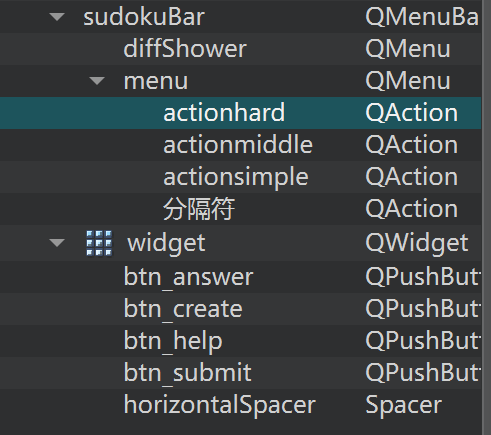 sudokuBar QMenuBa
diffShower QMenu
menu QMenu
actionhard QAction
actionmiddle QAction
actionsimple QAction
分隔符 QAction
widget QWidget
btn_answer QPushButt
btn_create QPushButt
btn_help QPushButt
btn_submit QPushButt
horizontalSpacer Spacer